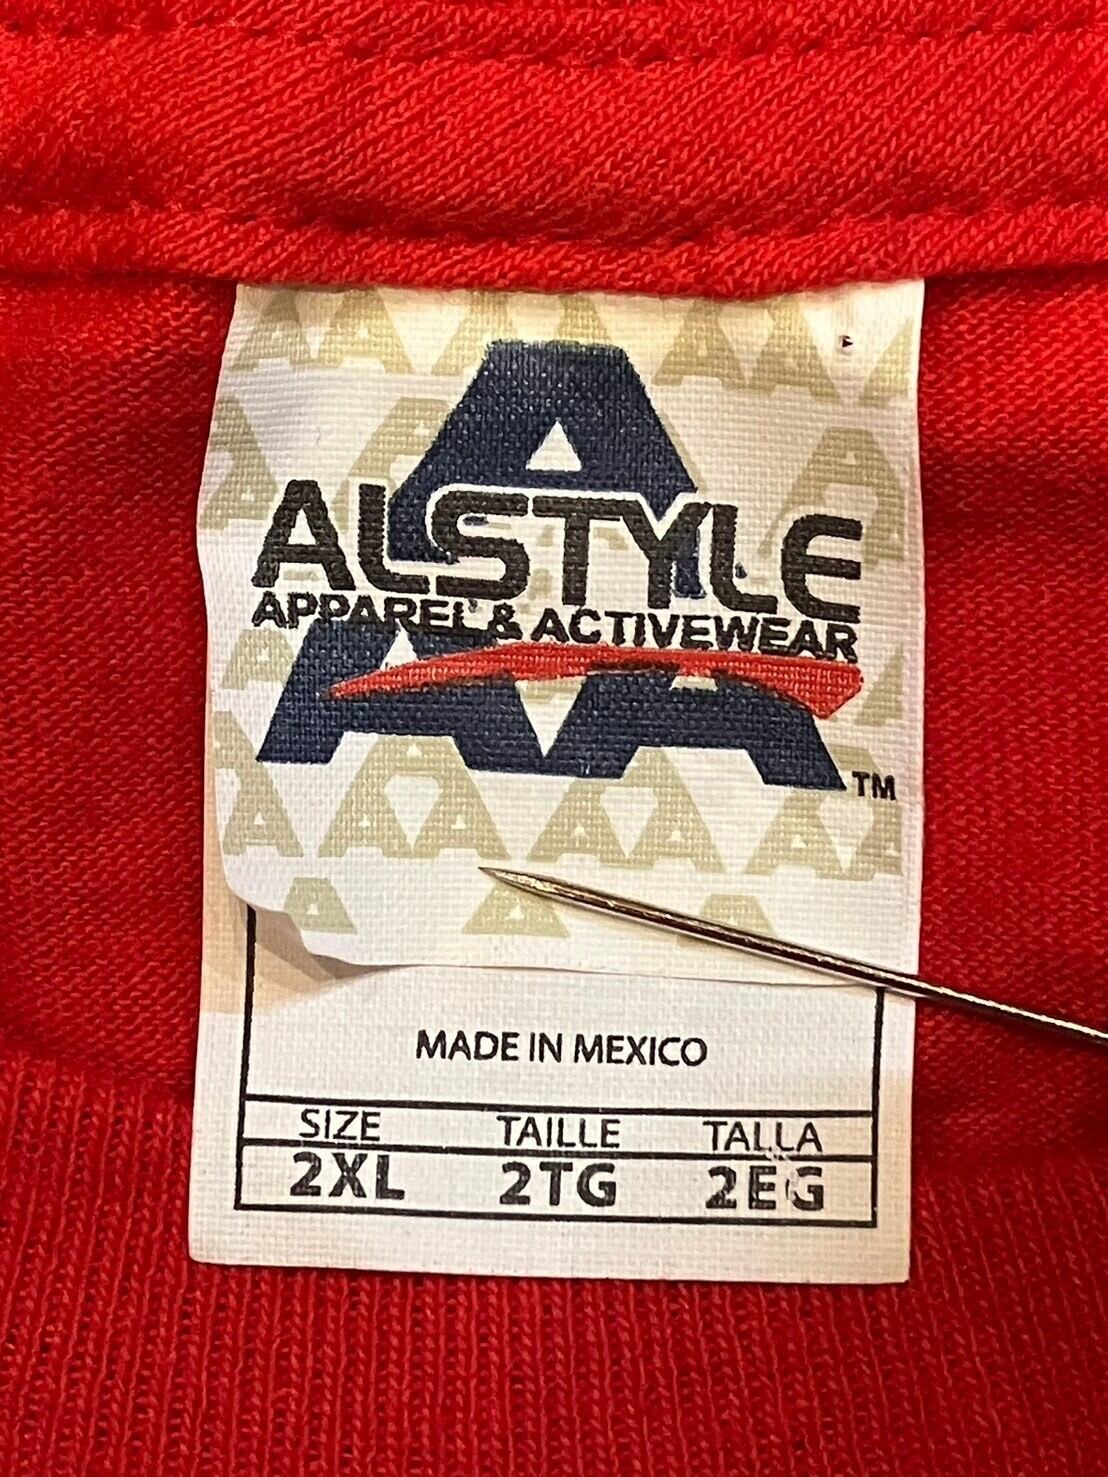 ALSTYLE
APPAREL & ACTIVEWEAR
TM
MADE IN MEXICO
SIZE TAILLE TALLA
2XL 2TG 2EG